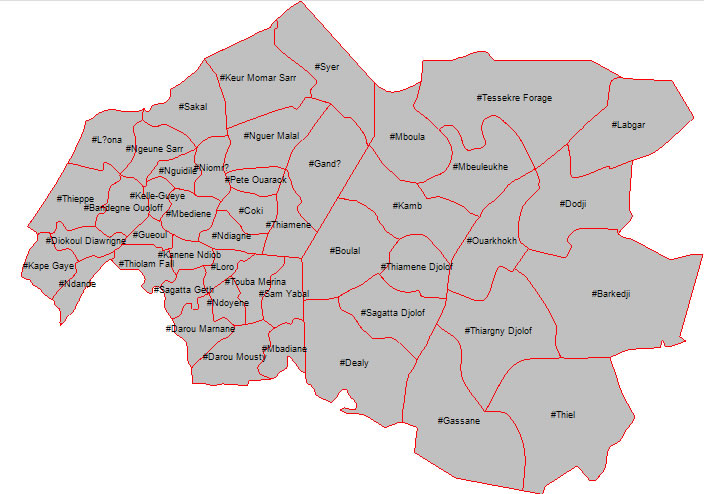 #Syer
#Keur Momar Sarr
#Tessekre Forage
#Sakal
#Labgar
#Nguer Malal
#Mboula
#L?ona
#Ngeune Sarr
#Gand?
#Mbeuleukhe
#Nguidile
#Niomr?
#Pete Ouarack
#Thieppe
#Kelle-Gueye
#Bandegne Ouoloff
#Mbediene
#Coki
#Kamb
#Dodji
#Thiamene
#Gueoul
#Ndiagne
#Diokoul Diawrigne
#Ouarkhokh
#Boulal
#Kanene Ndiob
#Kape Gaye
#Thiolam Fall
#Loro
#Thiamene Djolof
#Ndande
#Touba Merina
#Sagatta Geth
#Sam Yabal
#Barkedji
#Ndoyene
#Sagatta Djolof
#Darou Marnane
#Thiargny Djolof
#Mbadiane
#Darou Mousty
#Dealy
#Thiel
#Gassane